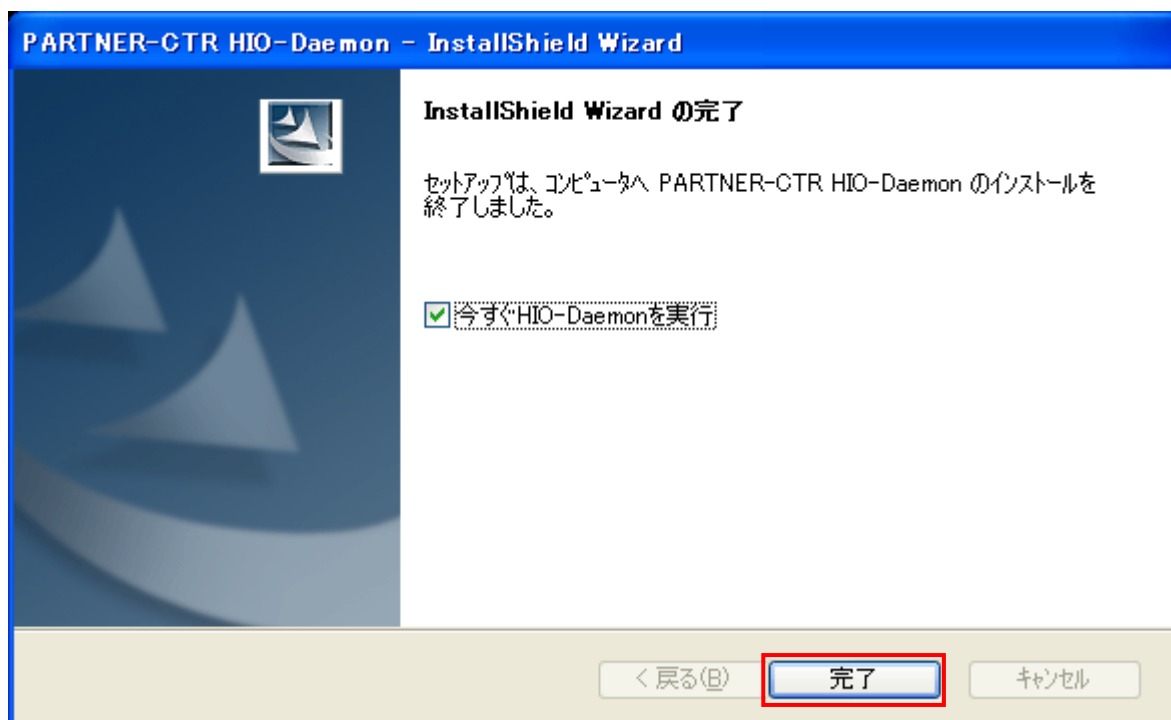 PARTNER-CTR HIO-Daemon - InstallShield Wizard
InstallShield Wizard の完了
セットアップは、コンピュータへ PARTNER-CTR HIO-Daemon のインストールを
終了しました。
今すぐHIO-Daemonを実行
< 戻る(B)
完了
キャンセル